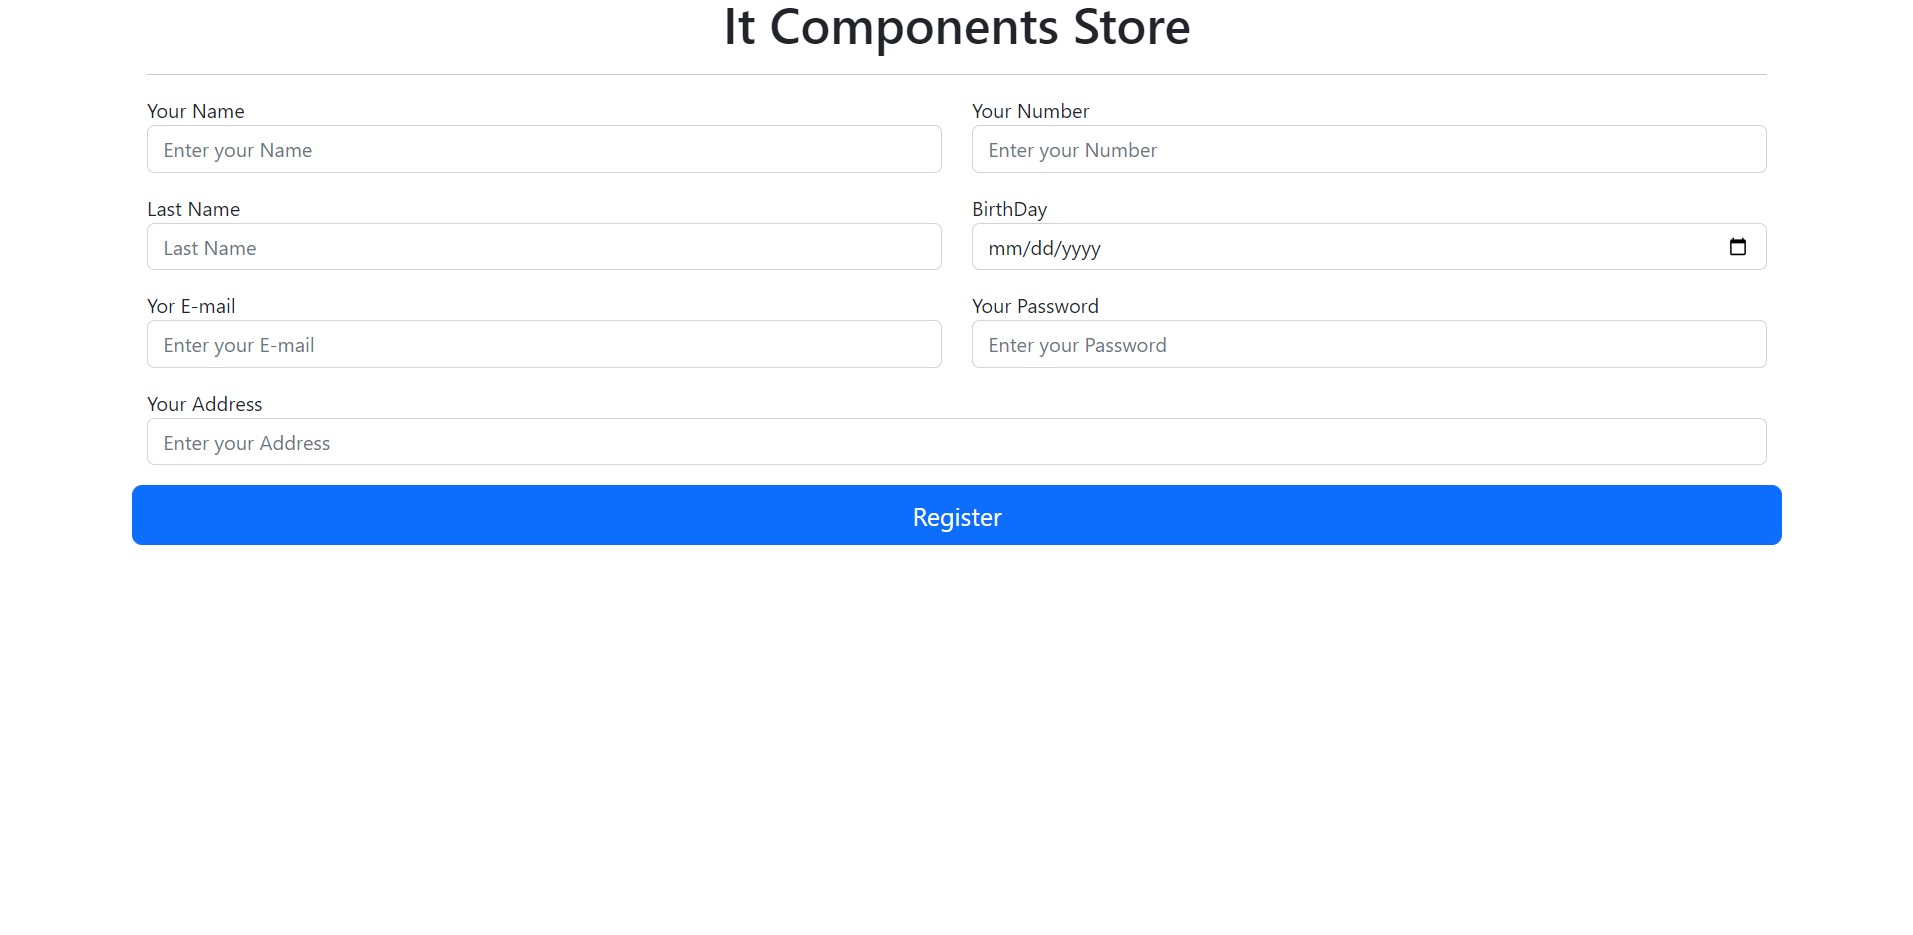 It Components Store
Your Name
Your Number
Enter your Name
Enter your Number
Last Name
BirthDay
Last Name
mm/dd/yyyy
Yor E-mail
Your Password
Enter your E-mail
Enter your Password
Your Address
Enter your Address
Register